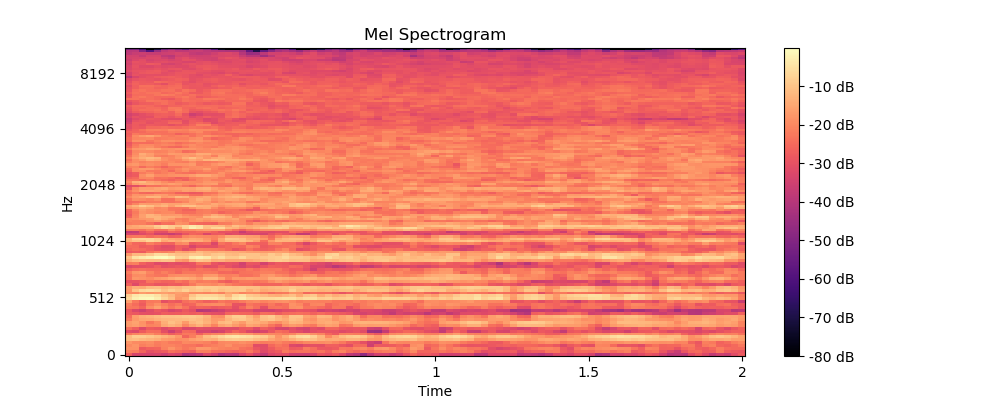 Mel Spectrogram
Hz
8192
4096
2048
1024
512
0
0
0.5
1
1.5
2
Time
-10 dB
-20 dB
-30 dB
-40 dB
-50 dB
-60 dB
-70 dB
-80 dB